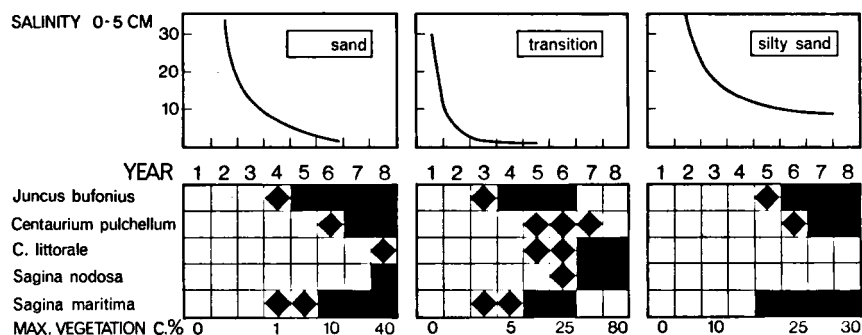 SALINITY 0-5 CM
30 20 10
sand
transition
silty sand
YEAR 1 2 3 4 5 6 7 8 1 2 3 4 5 6 7 8 1 2 3 4 5 6 7 8
Juncus bufonius
Centaurium pulchellum
C. littorale
Sagina nodosa
Sagina maritima
MAX. VEGETATION C.% 0 1 10 40 0 5 25 80 0 10 25 30